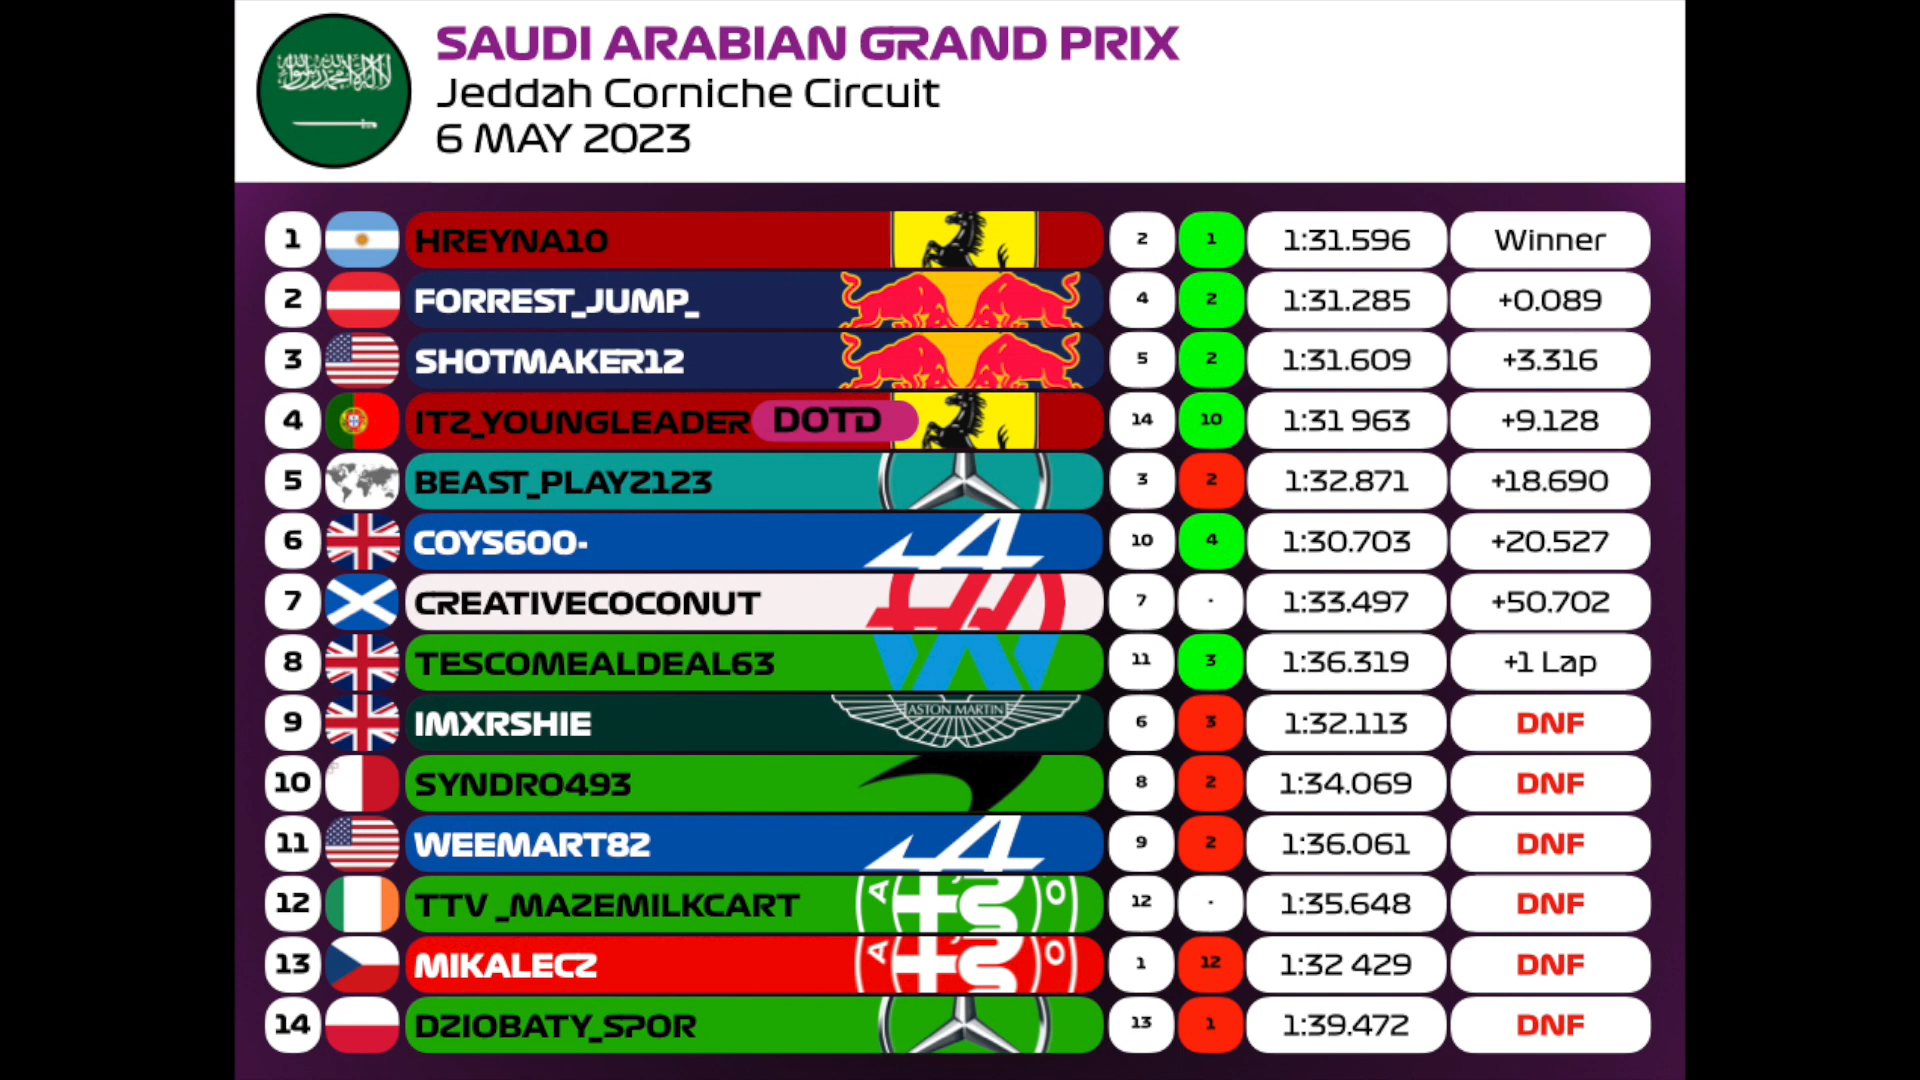 SAUDI ARABIAN GRAND PRIX
Jeddah Corniche Circuit
6 MAY 2023
1 HREYNA10 2 1 1:31.596 Winner
2 FORREST_JUMP_ 4 2 1:31.285 +0.089
3 SHOTMAKER12 5 2 1:31.609 +3.316
4 ITZ_YOUNGLEADER DOTD 14 10 1:31 963 +9.128
5 BEAST_PLAYZ123 3 2 1:32.871 +18.690
6 COYS600- 10 4 1:30.703 +20.527
7 CREATIVECOCONUT 7 · 1:33.497 +50.702
8 TESCOMEALDEAL63 11 3 1:36.319 +1 Lap
9 IMXRSHIE ASTON MARTIN 6 3 1:32.113 DNF
10 SYNDRO493 8 2 1:34.069 DNF
11 WEEMART82 9 2 1:36.061 DNF
12 TTV_MAZEMILKCART A O 12 · 1:35.648 DNF
13 MIKALECZ A O 1 12 1:32 429 DNF
14 DZIOBATY_SPOR 13 1 1:39.472 DNF